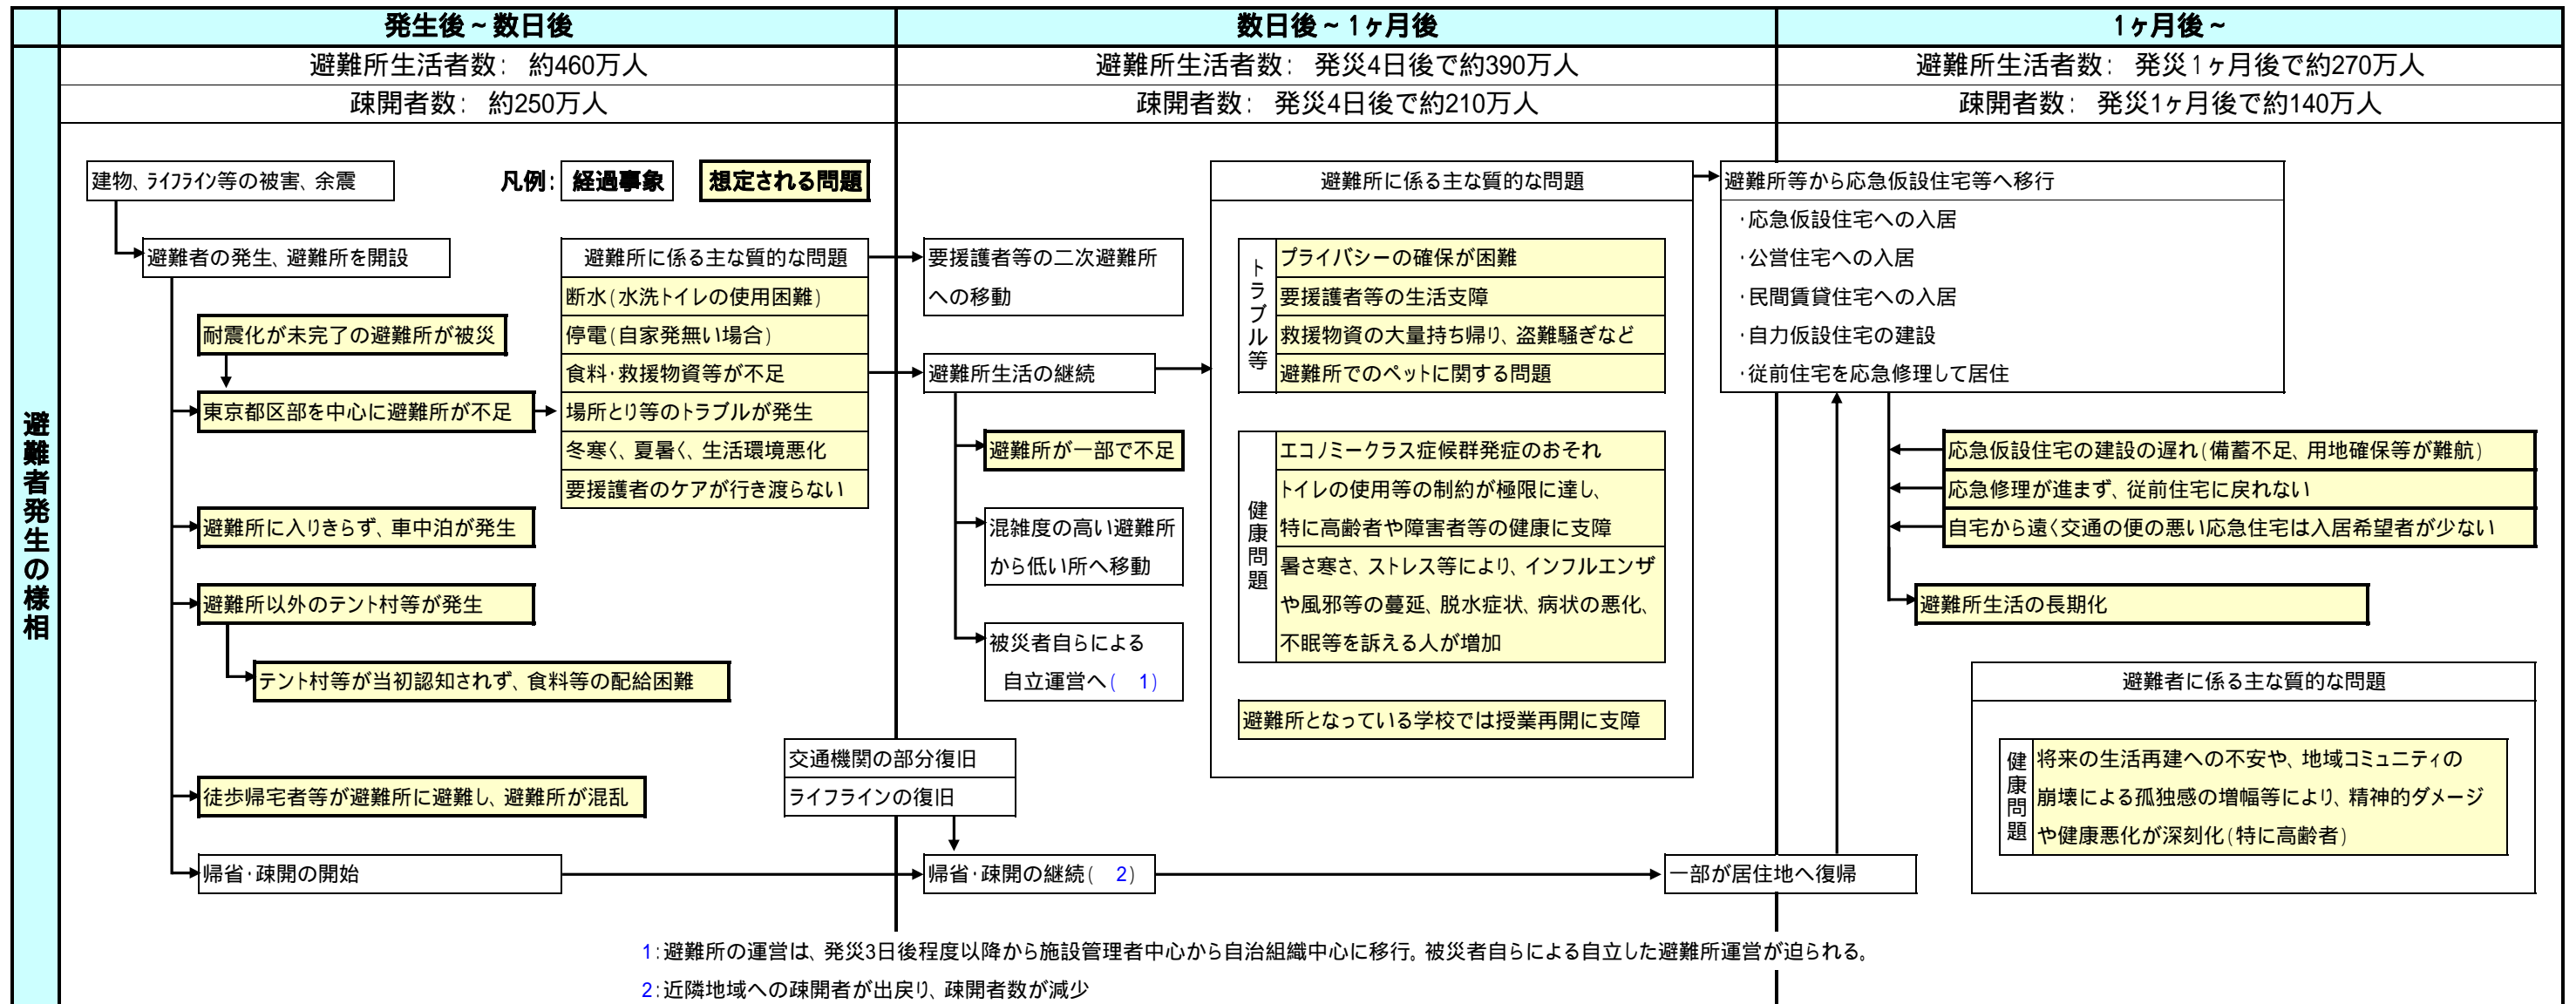 発生後～数日後
数日後～1ヶ月後
1ヶ月後～
避難者発生の様相
避難所生活者数： 約460万人
避難所生活者数： 発災4日後で約390万人
避難所生活者数： 発災1ヶ月後で約270万人
疎開者数： 約250万人
疎開者数： 発災4日後で約210万人
疎開者数： 発災1ヶ月後で約140万人
建物、ライフライン等の被害、余震
凡例： 経過事象 想定される問題
避難者の発生、避難所を開設
耐震化が未完了の避難所が被災
東京都区部を中心に避難所が不足
避難所に入りきらず、車中泊が発生
避難所以外のテント村等が発生
テント村等が当初認知されず、食料等の配給困難
徒歩帰宅者等が避難所に避難し、避難所が混乱
帰省・疎開の開始
避難所に係る主な質的な問題
断水(水洗トイレの使用困難)
停電(自家発無い場合)
食料・救援物資等が不足
場所とり等のトラブルが発生
冬寒く、夏暑く、生活環境悪化
要援護者のケアが行き渡らない
交通機関の部分復旧
ライフラインの復旧
要援護者等の二次避難所
への移動
避難所生活の継続
避難所が一部で不足
混雑度の高い避難所
から低い所へ移動
被災者自らによる
自立運営へ( 1)
帰省・疎開の継続( 2)
避難所に係る主な質的な問題
トラブル等
プライバシーの確保が困難
要援護者等の生活支障
救援物資の大量持ち帰り、盗難騒ぎなど
避難所でのペットに関する問題
健康問題
エコノミークラス症候群発症のおそれ
トイレの使用等の制約が極限に達し、
特に高齢者や障害者等の健康に支障
暑さ寒さ、ストレス等により、インフルエンザ
や風邪等の蔓延、脱水症状、病状の悪化、
不眠等を訴える人が増加
避難所となっている学校では授業再開に支障
避難所等から応急仮設住宅等へ移行
・応急仮設住宅への入居
・公営住宅への入居
・民間賃貸住宅への入居
・自力仮設住宅の建設
・従前住宅を応急修理して居住
応急仮設住宅の建設の遅れ(備蓄不足、用地確保等が難航)
応急修理が進まず、従前住宅に戻れない
自宅から遠く交通の便の悪い応急住宅は入居希望者が少ない
避難所生活の長期化
避難者に係る主な質的な問題
健康問題
将来の生活再建への不安や、地域コミュニティの
崩壊による孤独感の増幅等により、精神的ダメージ
や健康悪化が深刻化(特に高齢者)
一部が居住地へ復帰
1：避難所の運営は、発災3日後程度以降から施設管理者中心から自治組織中心に移行。被災者自らによる自立した避難所運営が迫られる。
2：近隣地域への疎開者が出戻り、疎開者数が減少